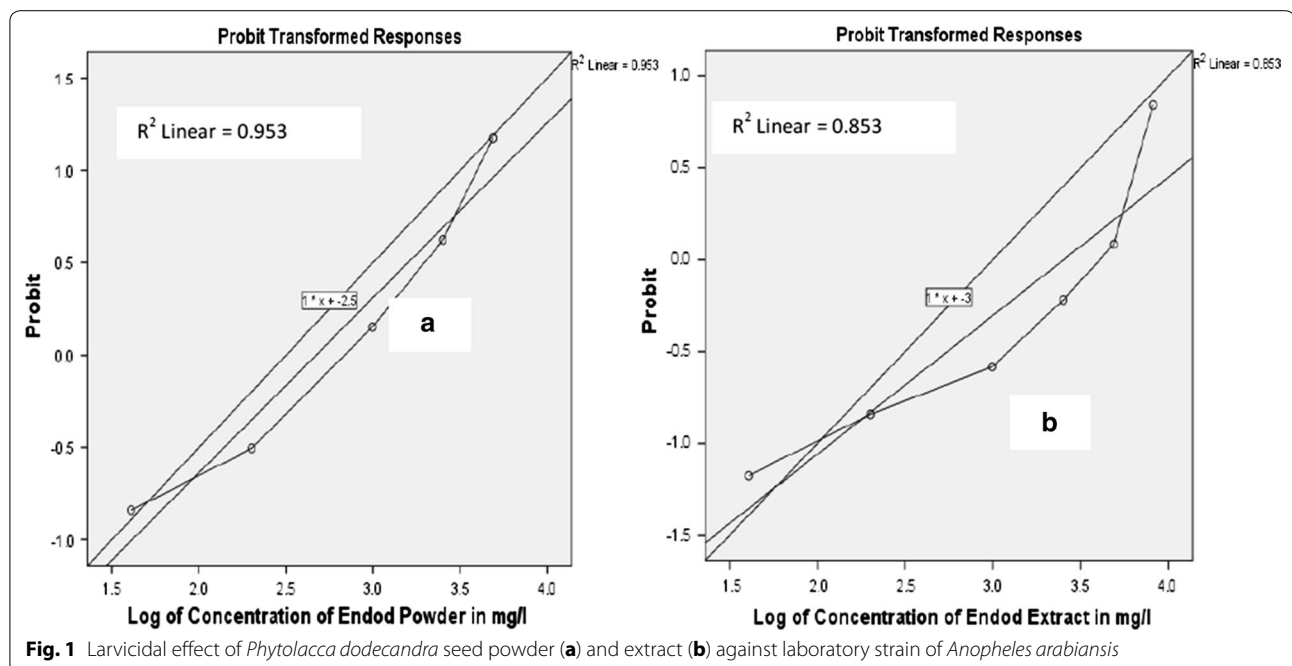 Probit Transformed Responses
R² Linear = 0.953
R² Linear = 0.953
1.5
1.0
0.5
0.0
-0.5
-1.0
Probit
1 * x + -2.5
a
1.5 2.0 2.5 3.0 3.5 4.0
Log of Concentration of Endod Powder in mg/l
Probit Transformed Responses
R² Linear = 0.853
R² Linear = 0.853
1.0
0.5
0.0
-0.5
-1.0
-1.5
Probit
1 * x + -3
b
1.5 2.0 2.5 3.0 3.5 4.0
Log of Concentration of Endod Extract in mg/l
Fig. 1 Larvicidal effect of Phytolacca dodecandra seed powder (a) and extract (b) against laboratory strain of Anopheles arabiansis